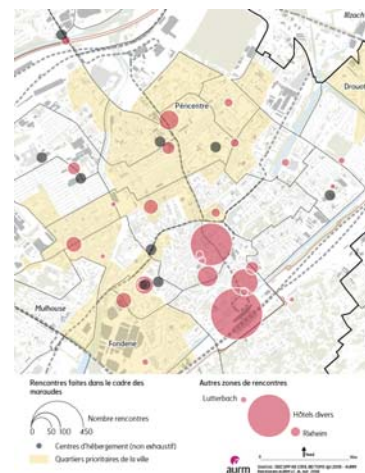 Illzach
Drouot
Péricentre
Mulhouse
Fonderie
Rencontres faites dans le cadre des
maraudes
Nombre rencontres
0 50 100 450
Centres d'hébergement (non exhaustif)
Quartiers prioritaires de la ville
Autres zones de rencontres
Lutterbach
Hôtels divers
Rixheim
aurm